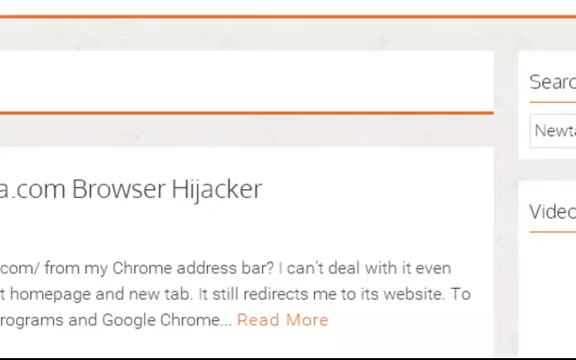 Searc
Newta
a.com Browser Hijacker
Video
com/ from my Chrome address bar? I can't deal with it even
t homepage and new tab. It still redirects me to its website. To
rograms and Google Chrome... Read More